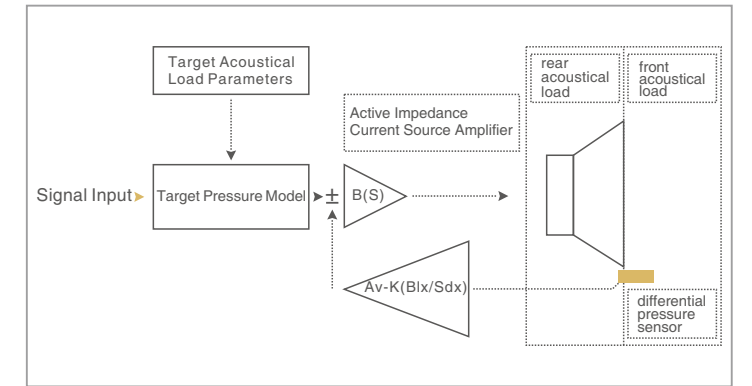 Target Acoustical
Load Parameters
rear
acoustical
load
front
acoustical
load
Active Impedance
Current Source Amplifier
Signal Input
Target Pressure Model
±
B(S)
Av-K(Blx/Sdx)
differential
pressure
sensor